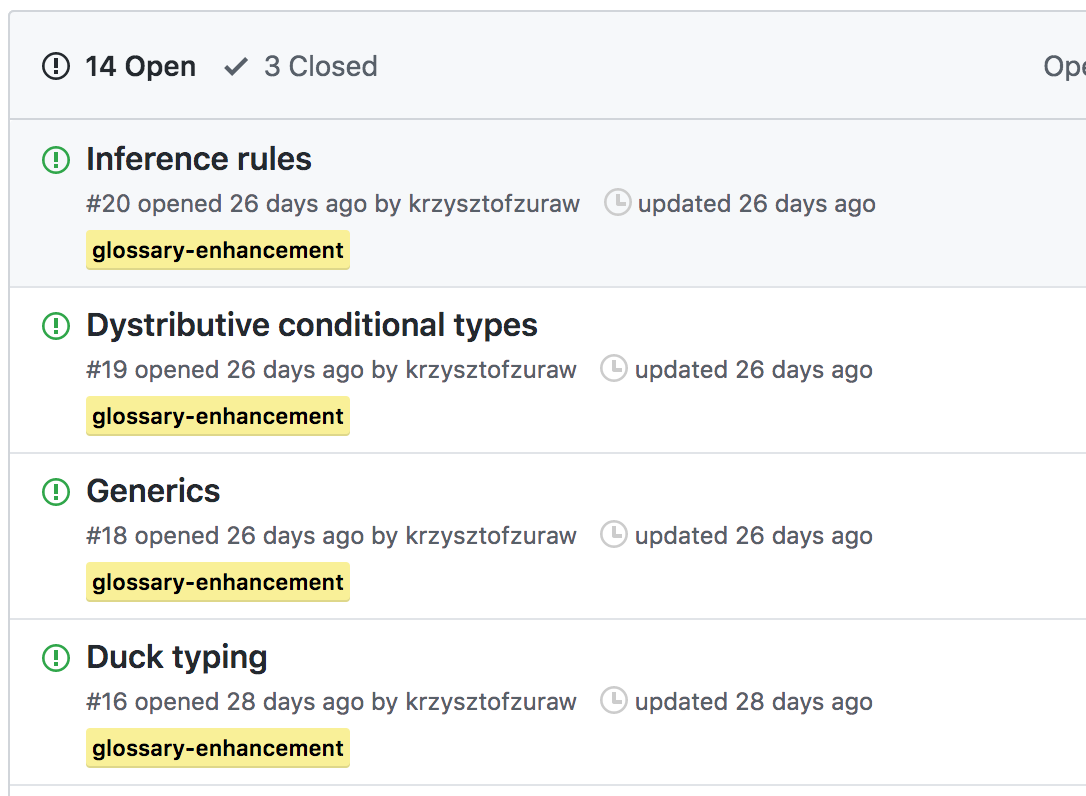 14 Open 3 Closed Ope
Inference rules
#20 opened 26 days ago by krzysztofzuraw updated 26 days ago
glossary-enhancement
Dystributive conditional types
#19 opened 26 days ago by krzysztofzuraw updated 26 days ago
glossary-enhancement
Generics
#18 opened 26 days ago by krzysztofzuraw updated 26 days ago
glossary-enhancement
Duck typing
#16 opened 28 days ago by krzysztofzuraw updated 28 days ago
glossary-enhancement